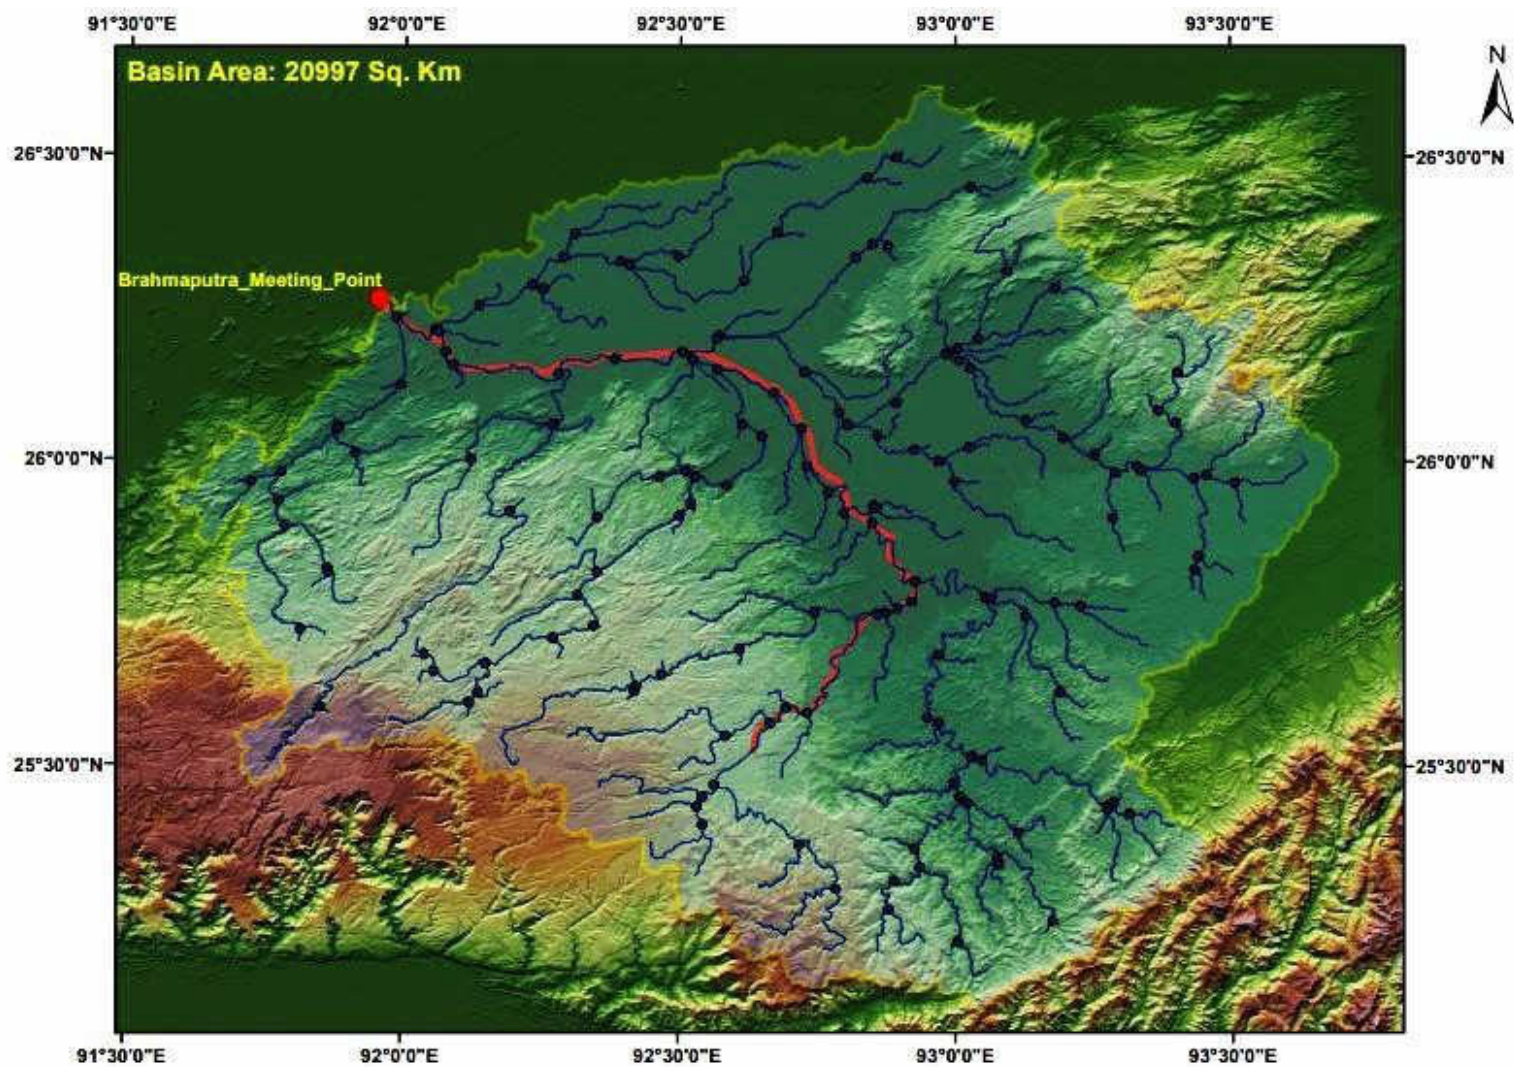 91°30'0"E 92°0'0"E 92°30'0"E 93°0'0"E 93°30'0"E
N
Basin Area: 20997 Sq. Km
26°30'0"N 26°30'0"N
Brahmaputra_Meeting_Point
26°0'0"N 26°0'0"N
25°30'0"N 25°30'0"N
91°30'0"E 92°0'0"E 92°30'0"E 93°0'0"E 93°30'0"E